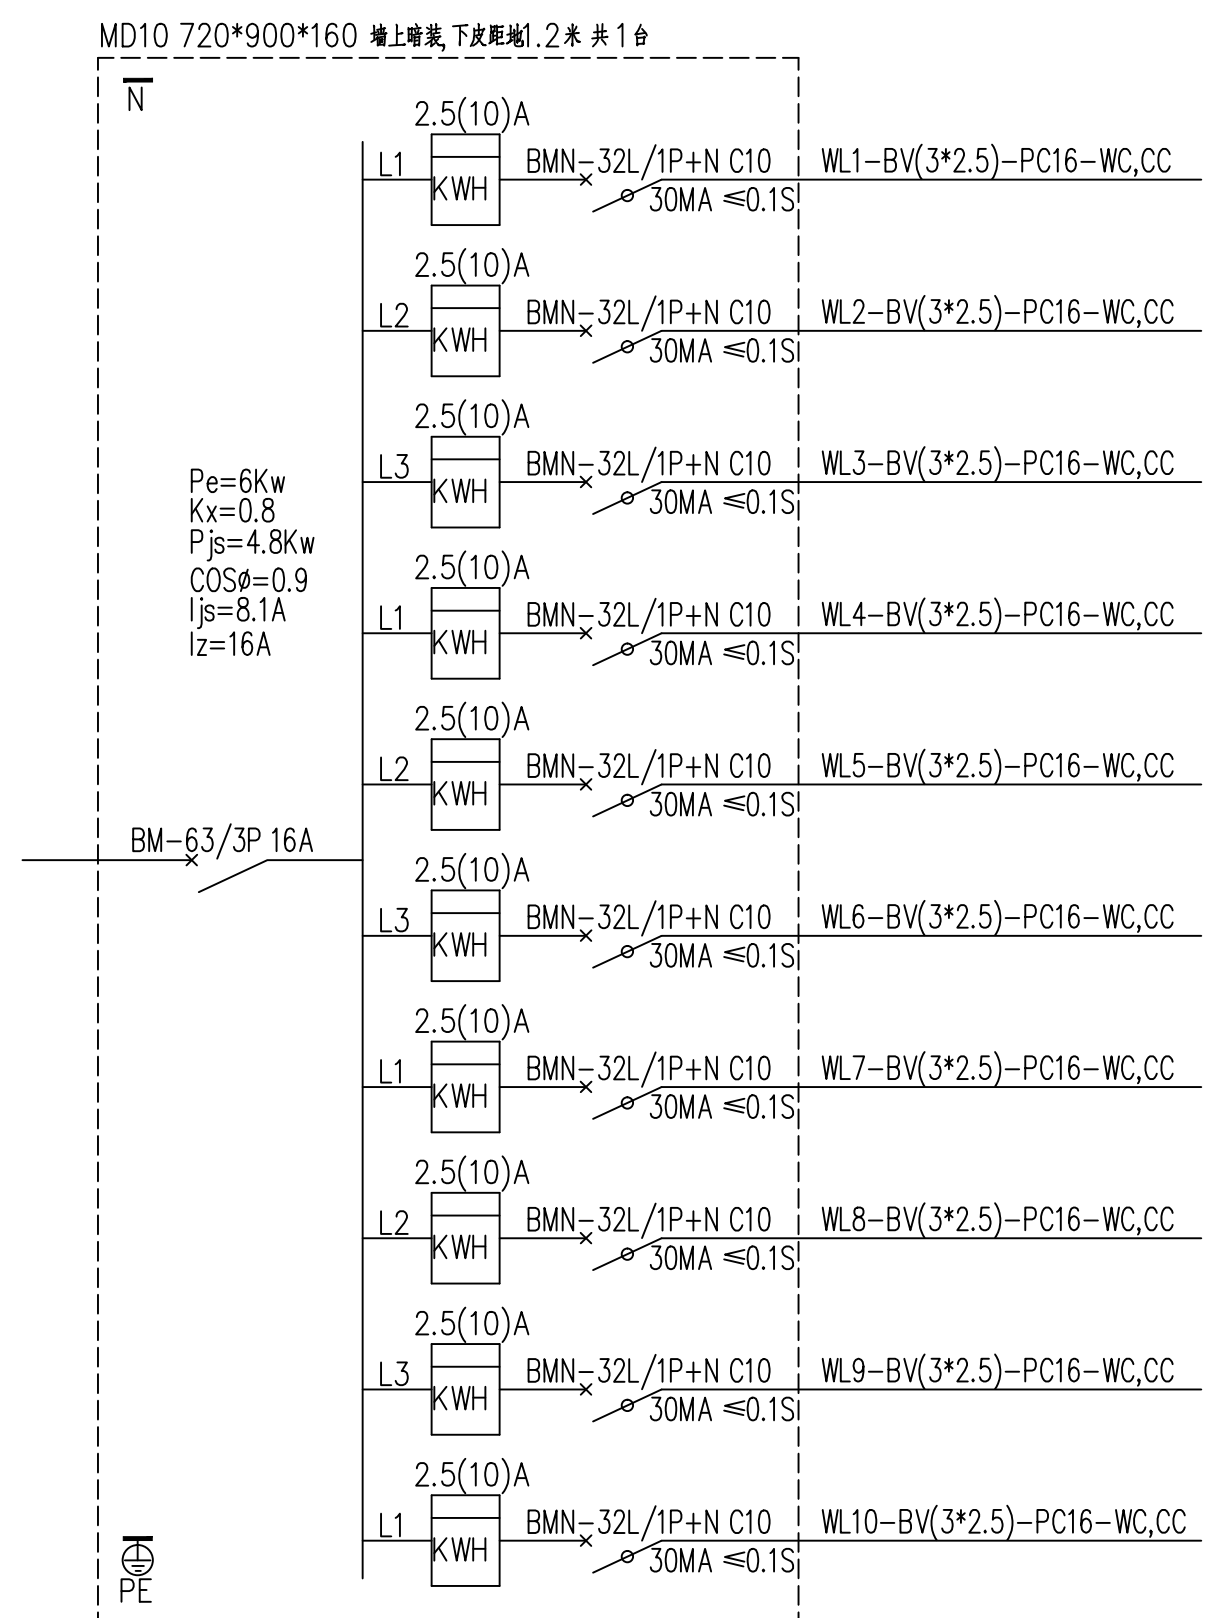 MD10 720*900*160 墙上暗装,下皮距地1.2米 共1台
N
2.5(10)A
L1 KWH BMN-32L/1P+N C10 WL1-BV(3*2.5)-PC16-WC,CC
30MA ≤0.1S
2.5(10)A
L2 KWH BMN-32L/1P+N C10 WL2-BV(3*2.5)-PC16-WC,CC
30MA ≤0.1S
2.5(10)A
L3 KWH BMN-32L/1P+N C10 WL3-BV(3*2.5)-PC16-WC,CC
30MA ≤0.1S
Pe=6Kw
Kx=0.8
Pjs=4.8Kw
COSø=0.9
Ijs=8.1A
Iz=16A
2.5(10)A
L1 KWH BMN-32L/1P+N C10 WL4-BV(3*2.5)-PC16-WC,CC
30MA ≤0.1S
2.5(10)A
L2 KWH BMN-32L/1P+N C10 WL5-BV(3*2.5)-PC16-WC,CC
30MA ≤0.1S
BM-63/3P 16A
2.5(10)A
L3 KWH BMN-32L/1P+N C10 WL6-BV(3*2.5)-PC16-WC,CC
30MA ≤0.1S
2.5(10)A
L1 KWH BMN-32L/1P+N C10 WL7-BV(3*2.5)-PC16-WC,CC
30MA ≤0.1S
2.5(10)A
L2 KWH BMN-32L/1P+N C10 WL8-BV(3*2.5)-PC16-WC,CC
30MA ≤0.1S
2.5(10)A
L3 KWH BMN-32L/1P+N C10 WL9-BV(3*2.5)-PC16-WC,CC
30MA ≤0.1S
2.5(10)A
L1 KWH BMN-32L/1P+N C10 WL10-BV(3*2.5)-PC16-WC,CC
30MA ≤0.1S
PE